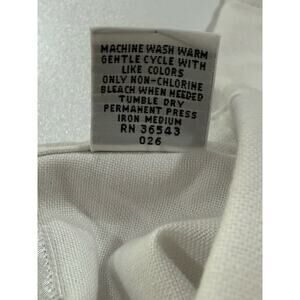 MACHINE WASH WARM
GENTLE CYCLE WITH
LIKE COLORS
ONLY NON-CHLORINE
BLEACH WHEN NEEDED
TUMBLE DRY
PERMANENT PRESS
IRON MEDIUM
RN 36543
026